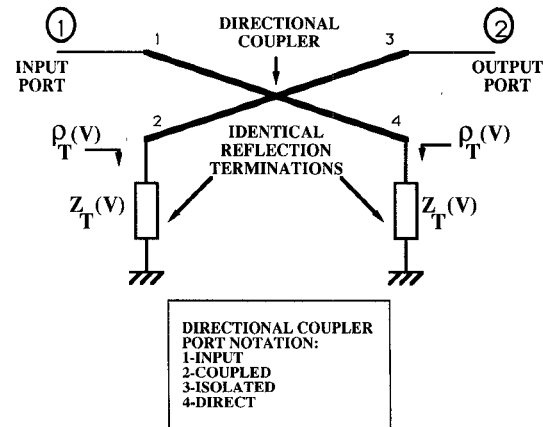 ① DIRECTIONAL COUPLER ②
1 3
INPUT PORT OUTPUT PORT
2 4
ρT(V) IDENTICAL REFLECTION TERMINATIONS ρT(V)
ZT(V) ZT(V)
DIRECTIONAL COUPLER
PORT NOTATION:
1-INPUT
2-COUPLED
3-ISOLATED
4-DIRECT